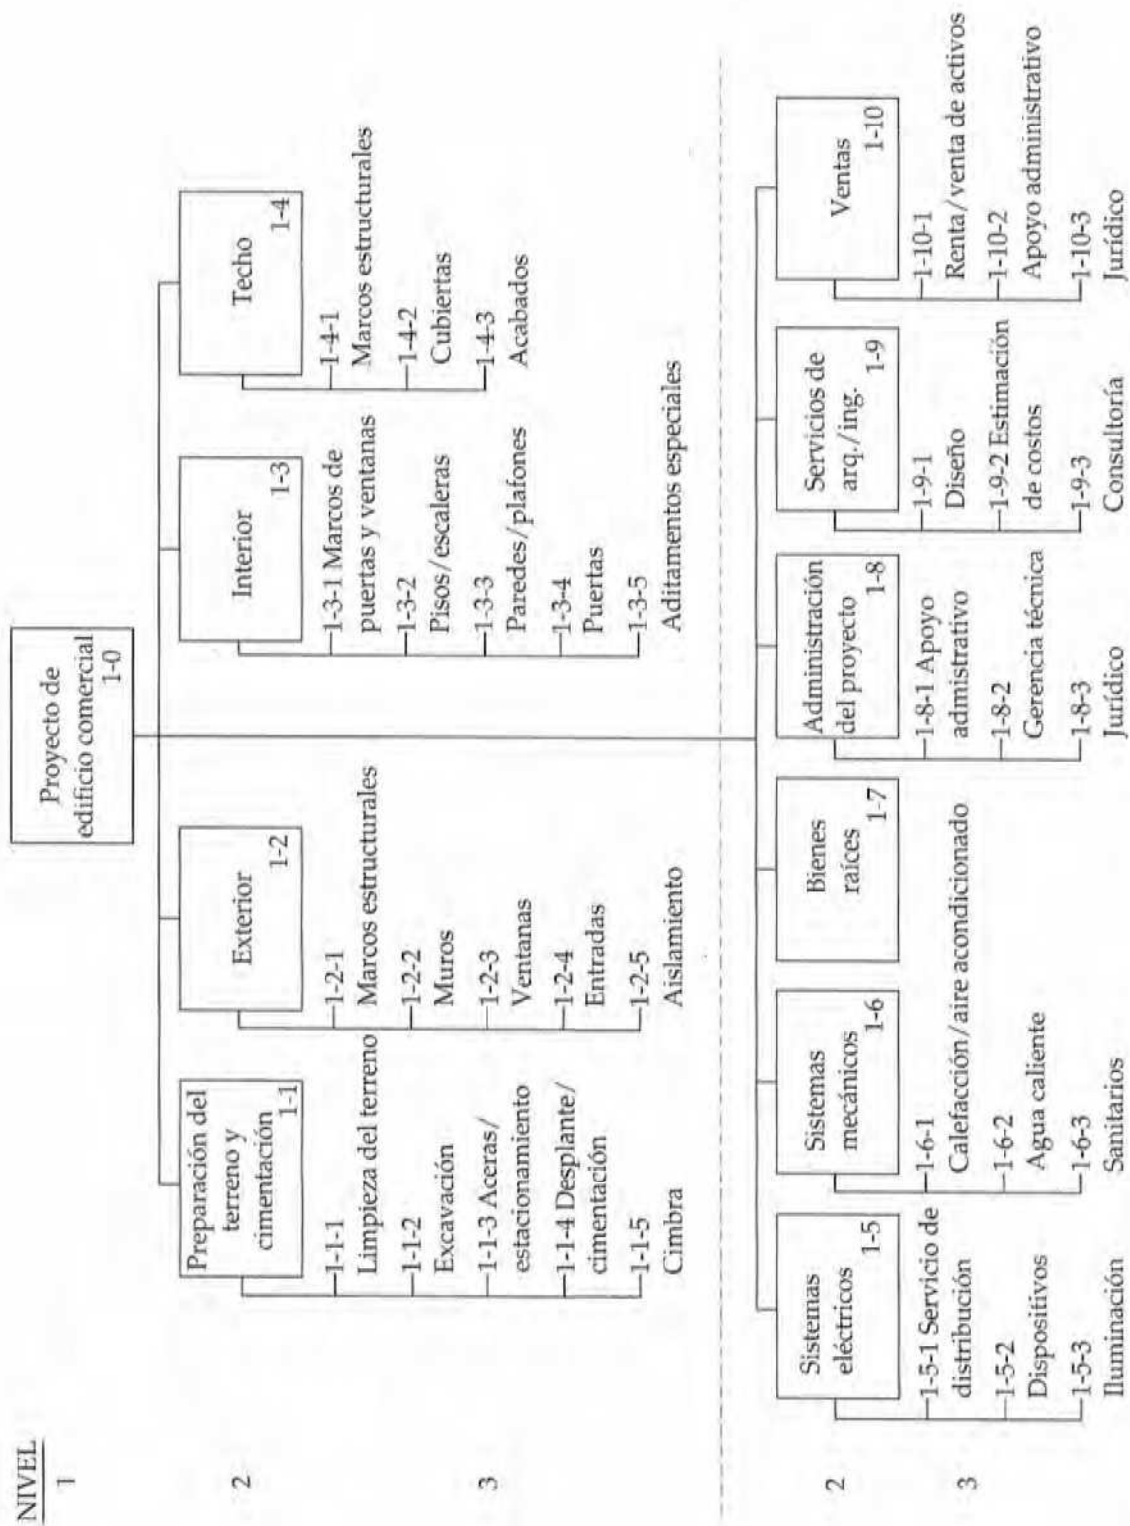 NIVEL
1
Proyecto de
edificio comercial
1-0
2
Preparación del
terreno y
cimentación
1-1
Exterior
1-2
Interior
1-3
Techo
1-4
3
1-1-1
Limpieza del terreno
1-1-2
Excavación
1-1-3 Aceras/
estacionamiento
1-1-4 Desplante/
cimentación
1-1-5
Cimbra
1-2-1
Marcos estructurales
1-2-2
Muros
1-2-3
Ventanas
1-2-4
Entradas
1-2-5
Aislamiento
1-3-1 Marcos de
puertas y ventanas
1-3-2
Pisos/escaleras
1-3-3
Paredes/plafones
1-3-4
Puertas
1-3-5
Aditamentos especiales
1-4-1
Marcos estructurales
1-4-2
Cubiertas
1-4-3
Acabados
2
Sistemas
eléctricos
1-5
Sistemas
mecánicos
1-6
Bienes
raíces
1-7
Administración
del proyecto
1-8
Servicios de
arq./ing.
1-9
Ventas
1-10
3
1-5-1 Servicio de
distribución
1-5-2
Dispositivos
1-5-3
Iluminación
1-6-1
Calefacción/aire acondicionado
1-6-2
Agua caliente
1-6-3
Sanitarios
1-8-1 Apoyo
administrativo
1-8-2
Gerencia técnica
1-8-3
Jurídico
1-9-1
Diseño
1-9-2 Estimación
de costos
1-9-3
Consultoría
1-10-1
Renta/venta de activos
1-10-2
Apoyo administrativo
1-10-3
Jurídico